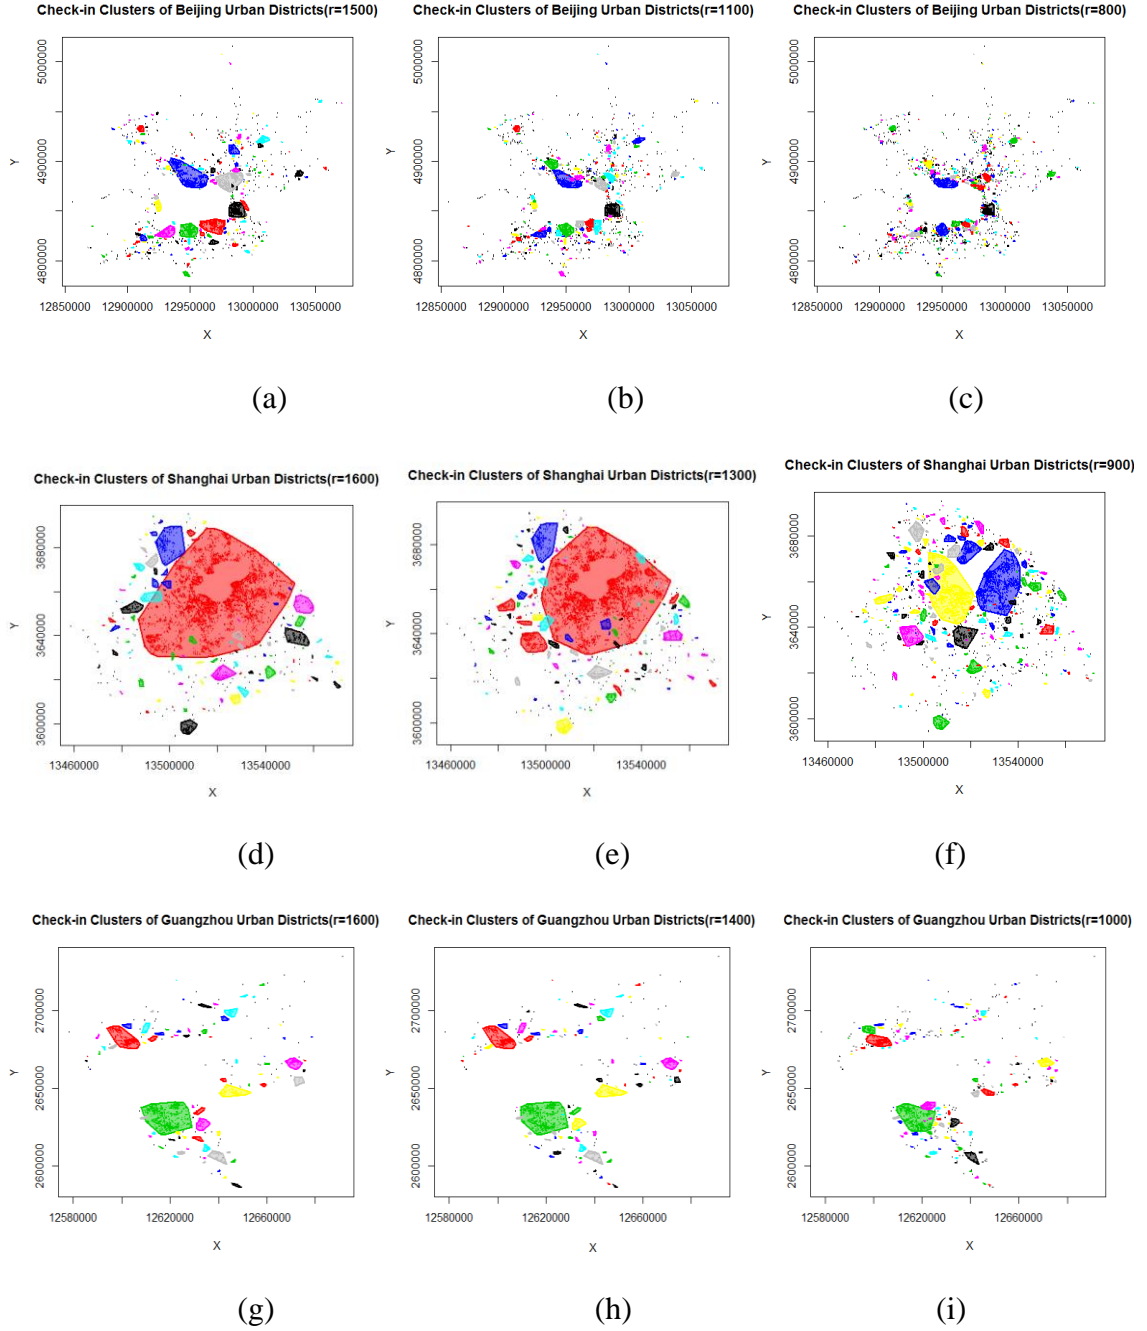 Check-in Clusters of Beijing Urban Districts(r=1500)
Check-in Clusters of Beijing Urban Districts(r=1100)
Check-in Clusters of Beijing Urban Districts(r=800)
Y
4800000 4900000 5000000
12850000 12900000 12950000 13000000 13050000
X
Y
4800000 4900000 5000000
12850000 12900000 12950000 13000000 13050000
X
Y
4800000 4900000 5000000
12850000 12900000 12950000 13000000 13050000
X
(a)
(b)
(c)
Check-in Clusters of Shanghai Urban Districts(r=1600)
Check-in Clusters of Shanghai Urban Districts(r=1300)
Check-in Clusters of Shanghai Urban Districts(r=900)
Y
3600000 3640000 3680000
13460000 13500000 13540000
X
Y
3600000 3640000 3680000
13460000 13500000 13540000
X
Y
3600000 3640000 3680000
13460000 13500000 13540000
X
(d)
(e)
(f)
Check-in Clusters of Guangzhou Urban Districts(r=1600)
Check-in Clusters of Guangzhou Urban Districts(r=1400)
Check-in Clusters of Guangzhou Urban Districts(r=1000)
Y
2600000 2650000 2700000
12580000 12620000 12660000
X
Y
2600000 2650000 2700000
12580000 12620000 12660000
X
Y
2600000 2650000 2700000
12580000 12620000 12660000
X
(g)
(h)
(i)